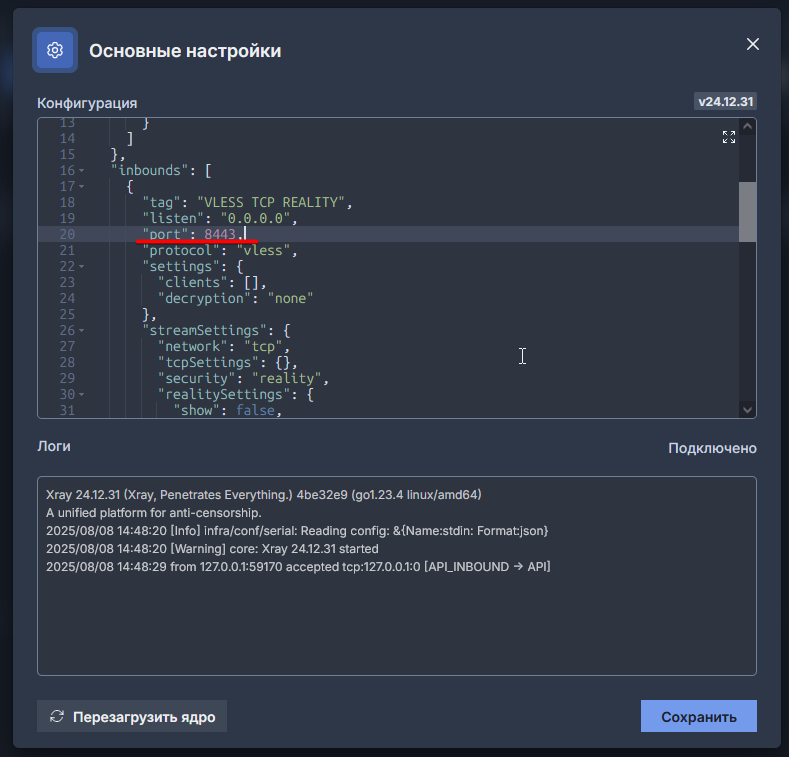 Основные настройки
Конфигурация
v24.12.31
13 }
14 ]
15 },
16 "inbounds": [
17 {
18 "tag": "VLESS TCP REALITY",
19 "listen": "0.0.0.0",
20 "port": 8443,
21 "protocol": "vless",
22 "settings": {
23 "clients": [],
24 "decryption": "none"
25 },
26 "streamSettings": {
27 "network": "tcp",
28 "tcpSettings": {},
29 "security": "reality",
30 "realitySettings": {
31 "show": false,
Логи
Подключено
Xray 24.12.31 (Xray, Penetrates Everything.) 4be32e9 (go1.23.4 linux/amd64)
A unified platform for anti-censorship.
2025/08/08 14:48:20 [Info] infra/conf/serial: Reading config: &{Name:stdin: Format:json}
2025/08/08 14:48:20 [Warning] core: Xray 24.12.31 started
2025/08/08 14:48:29 from 127.0.0.1:59170 accepted tcp:127.0.0.1:0 [API_INBOUND → API]
Перезагрузить ядро
Сохранить